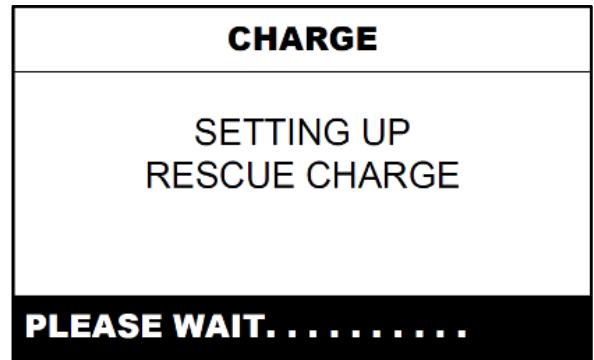 CHARGE
SETTING UP
RESCUE CHARGE
PLEASE WAIT. . . . . . . . . .